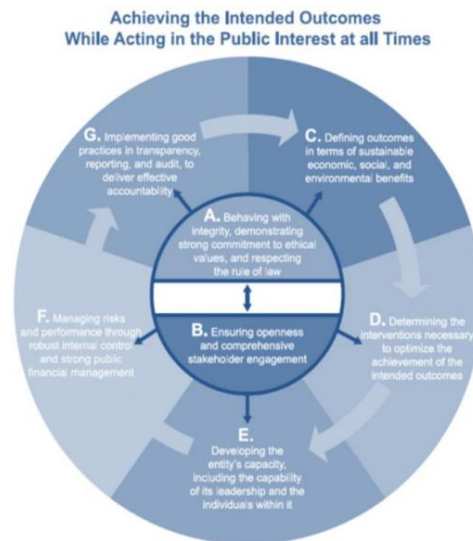 Achieving the Intended Outcomes
While Acting in the Public Interest at all Times
G. Implementing good
practices in transparency,
reporting, and audit, to
deliver effective
accountability
C. Defining outcomes
in terms of sustainable
economic, social, and
environmental benefits
A. Behaving with
integrity, demonstrating
strong commitment to ethical
values, and respecting
the rule of law
B. Ensuring openness
and comprehensive
stakeholder engagement
F. Managing risks
and performance through
robust internal control
and strong public
financial management
D. Determining the
interventions necessary
to optimize the
achievement of the
intended outcomes
E.
Developing the
entity's capacity,
including the capability
of its leadership and the
individuals within it